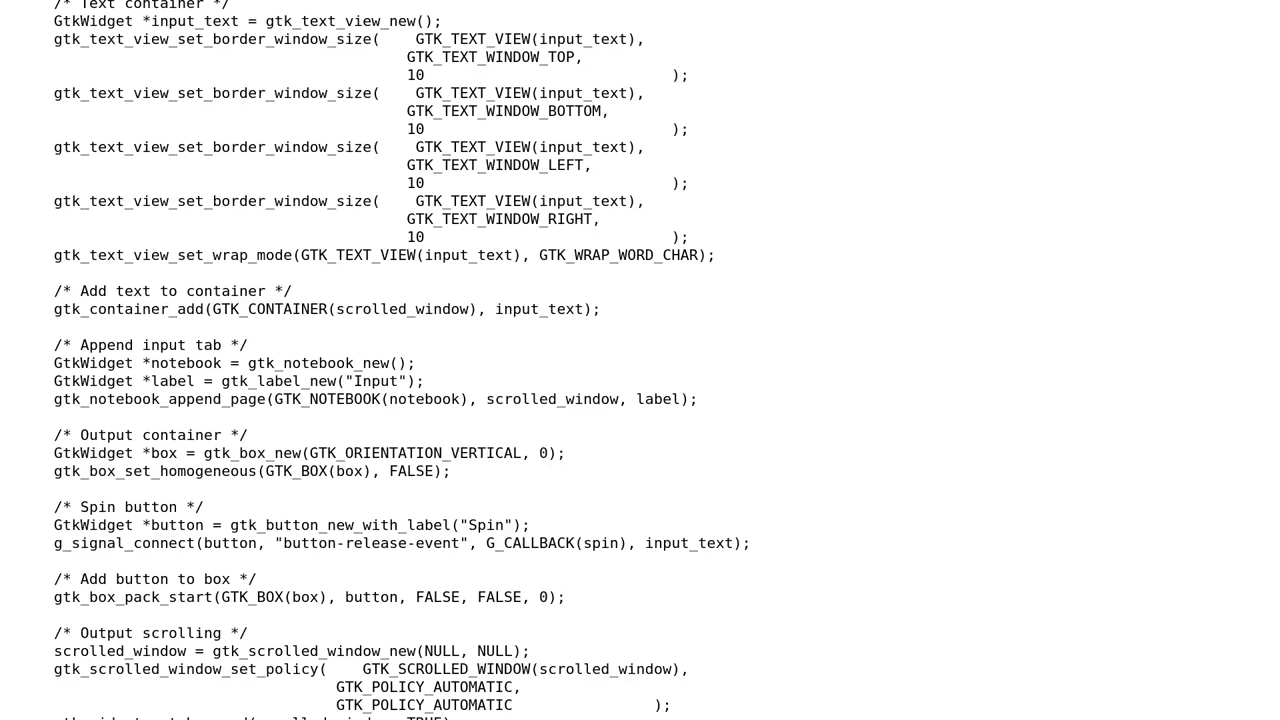 /* Text container */
GtkWidget *input_text = gtk_text_view_new();
gtk_text_view_set_border_window_size(    GTK_TEXT_VIEW(input_text),
                                        GTK_TEXT_WINDOW_TOP,
                                        10                            );
gtk_text_view_set_border_window_size(    GTK_TEXT_VIEW(input_text),
                                        GTK_TEXT_WINDOW_BOTTOM,
                                        10                            );
gtk_text_view_set_border_window_size(    GTK_TEXT_VIEW(input_text),
                                        GTK_TEXT_WINDOW_LEFT,
                                        10                            );
gtk_text_view_set_border_window_size(    GTK_TEXT_VIEW(input_text),
                                        GTK_TEXT_WINDOW_RIGHT,
                                        10                            );
gtk_text_view_set_wrap_mode(GTK_TEXT_VIEW(input_text), GTK_WRAP_WORD_CHAR);

/* Add text to container */
gtk_container_add(GTK_CONTAINER(scrolled_window), input_text);

/* Append input tab */
GtkWidget *notebook = gtk_notebook_new();
GtkWidget *label = gtk_label_new("Input");
gtk_notebook_append_page(GTK_NOTEBOOK(notebook), scrolled_window, label);

/* Output container */
GtkWidget *box = gtk_box_new(GTK_ORIENTATION_VERTICAL, 0);
gtk_box_set_homogeneous(GTK_BOX(box), FALSE);

/* Spin button */
GtkWidget *button = gtk_button_new_with_label("Spin");
g_signal_connect(button, "button-release-event", G_CALLBACK(spin), input_text);

/* Add button to box */
gtk_box_pack_start(GTK_BOX(box), button, FALSE, FALSE, 0);

/* Output scrolling */
scrolled_window = gtk_scrolled_window_new(NULL, NULL);
gtk_scrolled_window_set_policy(    GTK_SCROLLED_WINDOW(scrolled_window),
                                GTK_POLICY_AUTOMATIC,
                                GTK_POLICY_AUTOMATIC                );